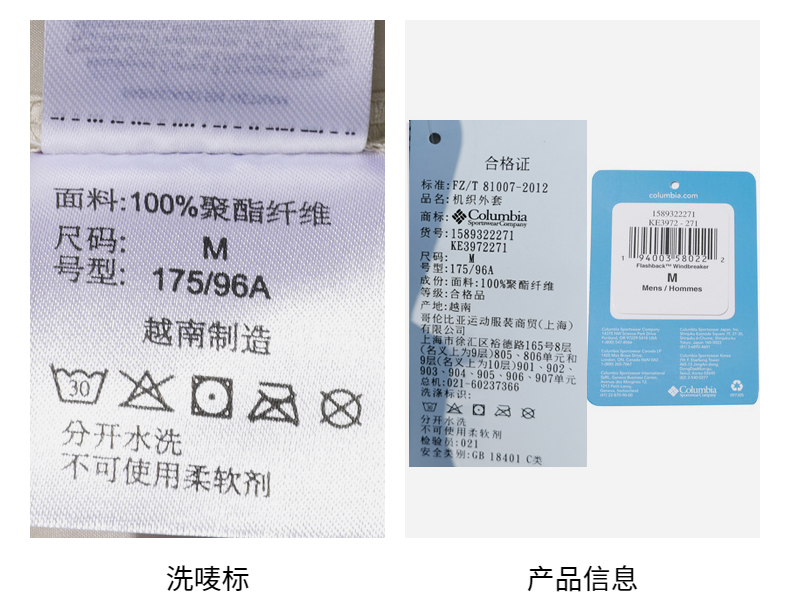 面料:100%聚酯纤维
尺码: M
号型: 175/96A
越南制造
30
分开水洗
不可使用柔软剂
洗唛标
合格证
标准:FZ/T 81007-2012
品名:机织外套
商标: Columbia
Sportswear Company
货号:1589322271
KE3972271
尺码: M
号型:175/96A
成份:面料:100%聚酯纤维
等级:合格品
产地:越南
哥伦比亚运动服装商贸(上海)
有限公司
上海市徐汇区裕德路165号8层
(名义上为9层)805、806单元和
9层(名义上为10层)901、902、
903、904、905、906、907单元
总机:021-60237366
洗涤标识:
分开水洗
不可使用柔软剂
检验员:021
安全类别:GB 18401 C类
columbia.com
1589322271
KE3972 - 271
1 94003 58022 2
Flashback™ Windbreaker
M
Mens / Hommes
Columbia
Sportswear Company
产品信息